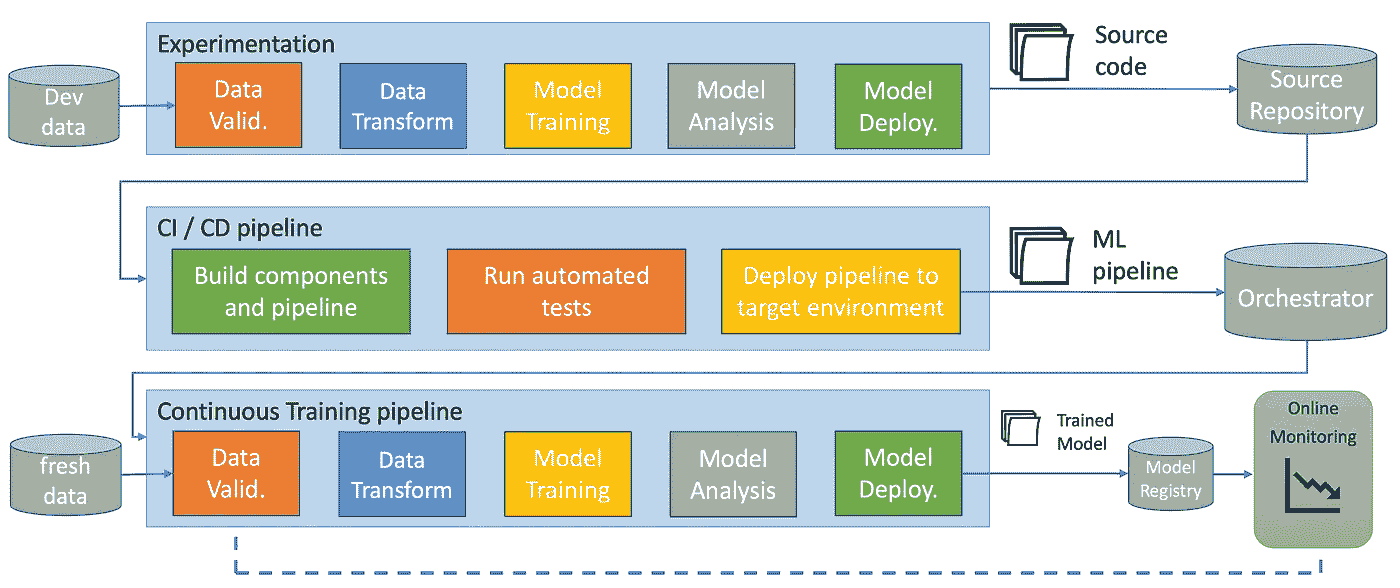 Experimentation
Dev
data
Data
Valid.
Data
Transform
Model
Training
Model
Analysis
Model
Deploy.
Source
code
Source
Repository
CI / CD pipeline
Build components
and pipeline
Run automated
tests
Deploy pipeline to
target environment
ML
pipeline
Orchestrator
Continuous Training pipeline
fresh
data
Data
Valid.
Data
Transform
Model
Training
Model
Analysis
Model
Deploy.
Trained
Model
Model
Registry
Online
Monitoring